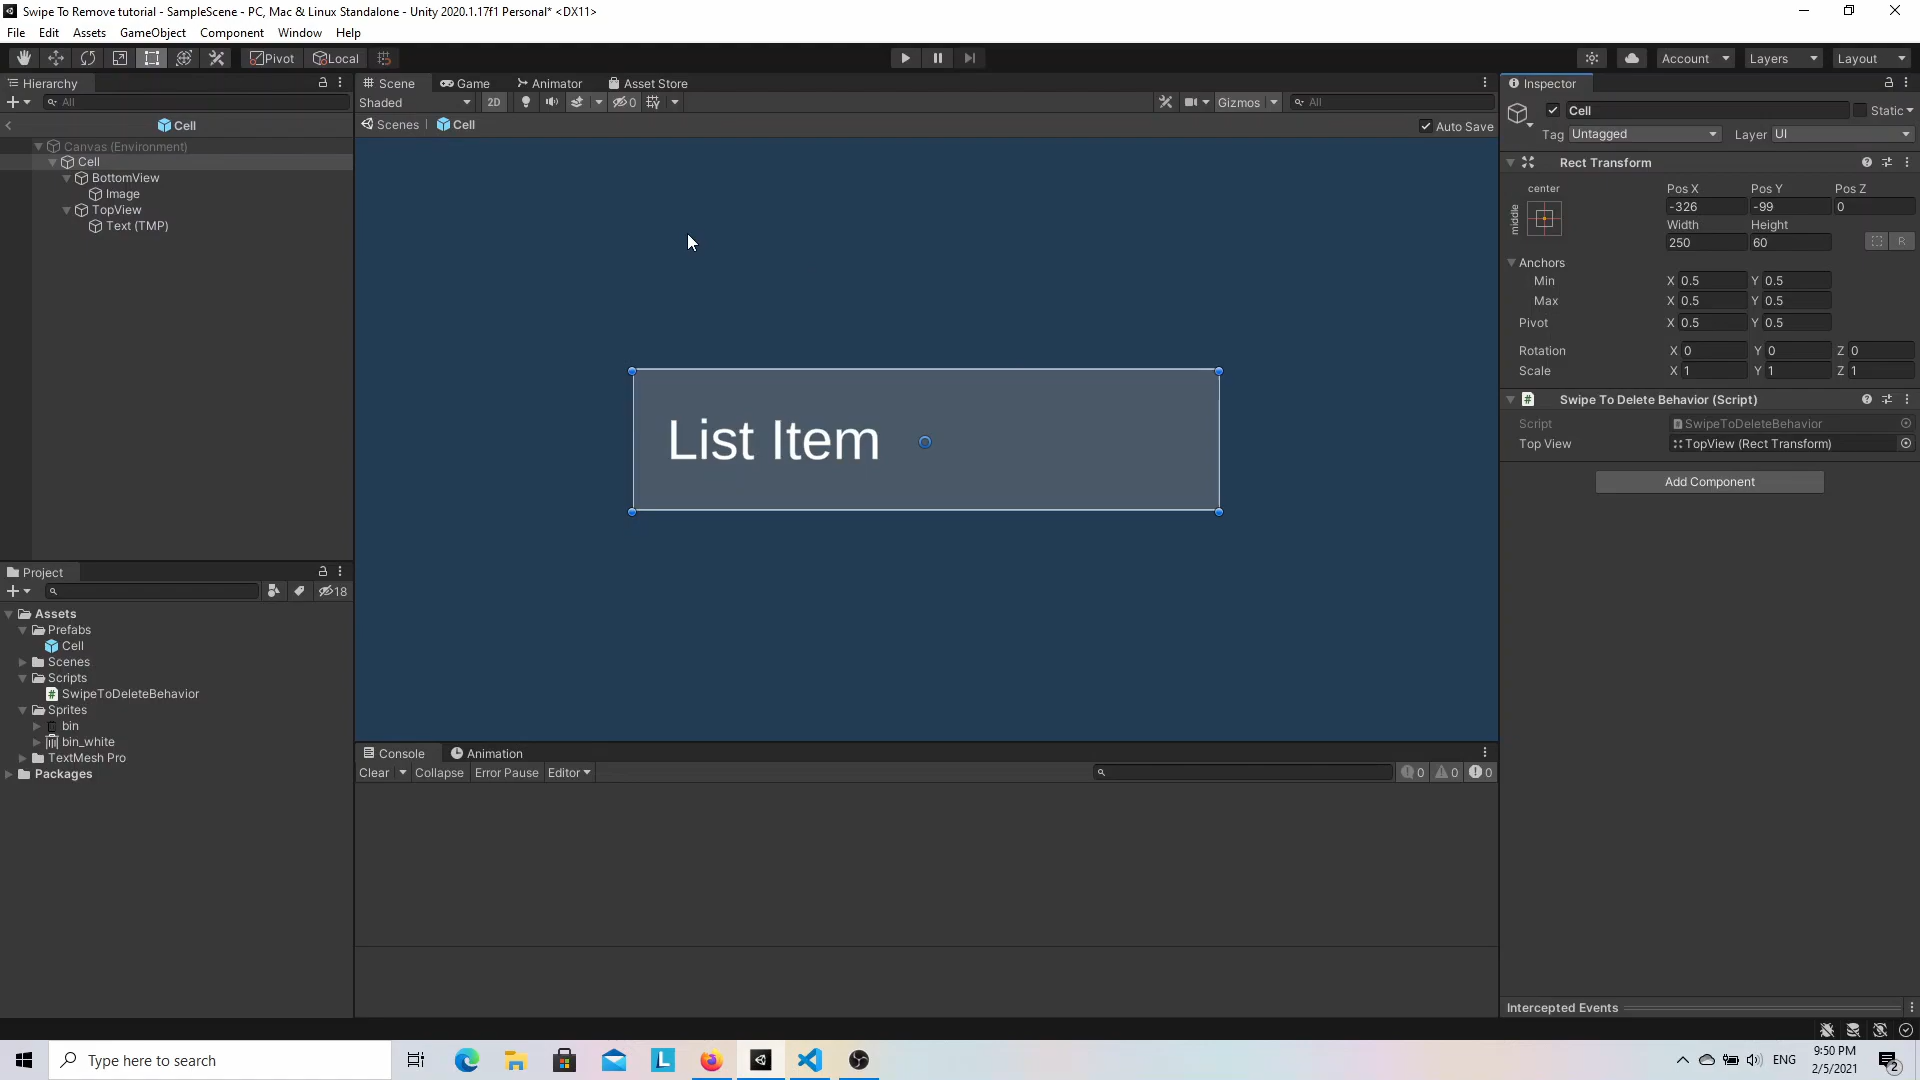 Swipe To Remove tutorial - SampleScene - PC, Mac & Linux Standalone - Unity 2020.1.17f1 Personal* <DX11>
File Edit Assets GameObject Component Window Help
Pivot Local Account Layers Layout
Hierarchy
All
Cell
Canvas (Environment)
Cell
BottomView
Image
TopView
Text (TMP)
Scene Game Animator Asset Store
Shaded 2D 0 Gizmos All
Scenes Cell Auto Save
List Item
Inspector
Cell Static
Tag Untagged Layer UI
Rect Transform
center
middle
Pos X Pos Y Pos Z
-326 -99 0
Width Height
250 60 R
Anchors
Min X 0.5 Y 0.5
Max X 0.5 Y 0.5
Pivot X 0.5 Y 0.5
Rotation X 0 Y 0 Z 0
Scale X 1 Y 1 Z 1
# Swipe To Delete Behavior (Script)
Script SwipeToDeleteBehavior
Top View TopView (Rect Transform)
Add Component
Intercepted Events
Project
18
Assets
Prefabs
Cell
Scenes
Scripts
# SwipeToDeleteBehavior
Sprites
bin
bin_white
TextMesh Pro
Packages
Console Animation
Clear Collapse Error Pause Editor 0 0 0
Type here to search
L
ENG
9:50 PM
2/5/2021
2